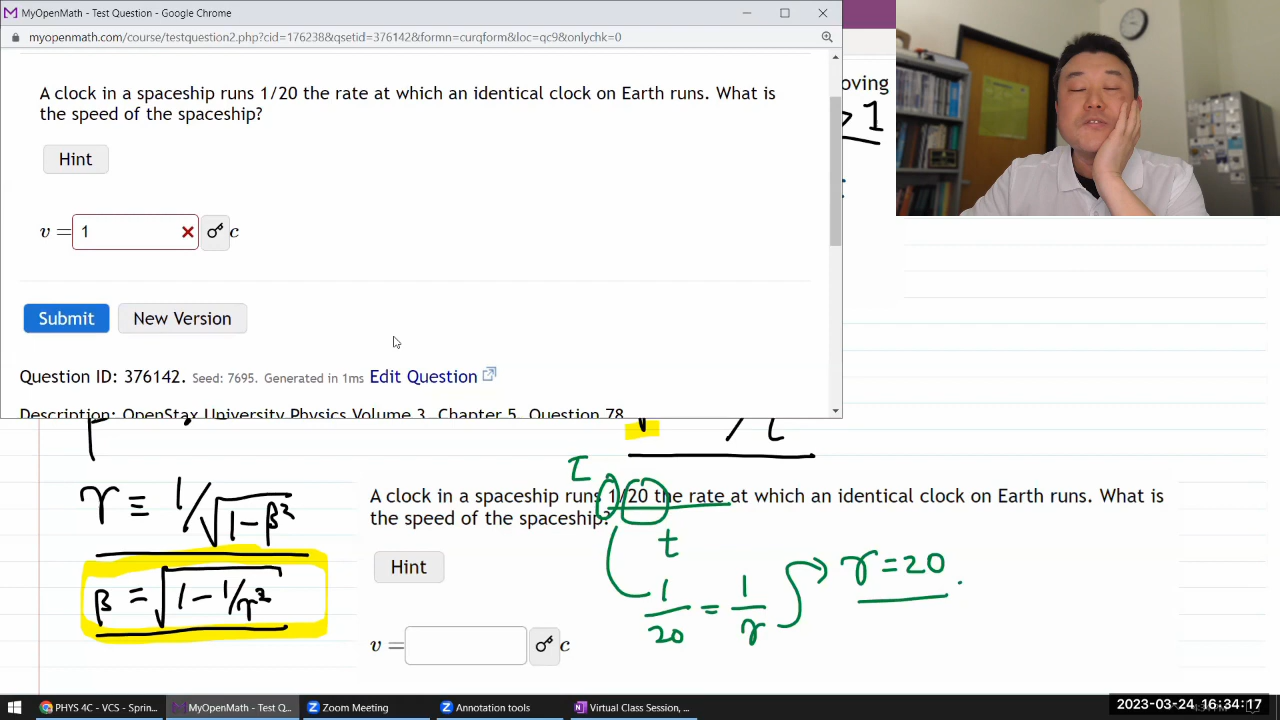 MyOpenMath - Test Question - Google Chrome
myopenmath.com/course/testquestion2.php?cid=176238&qsetid=376142&formn=curqform&loc=qc9&onlychk=0
A clock in a spaceship runs 1/20 the rate at which an identical clock on Earth runs. What is
the speed of the spaceship?
Hint
v = 1 c
Submit New Version
Question ID: 376142. Seed: 7695. Generated in 1ms Edit Question
Description: OpenStax University Physics Volume 3, Chapter 5, Question 78
oving
> 1
γ ≡ 1/√(1-β²)
β = √(1-1/γ²)
τ
A clock in a spaceship runs 1/20 the rate at which an identical clock on Earth runs. What is
the speed of the spaceship?
t
Hint
1/20 = 1/γ
γ = 20.
v = c
PHYS 4C - VCS - Sprin...
MyOpenMath - Test Q...
Zoom Meeting
Annotation tools
Virtual Class Session, ...
2023-03-24 16:34:17